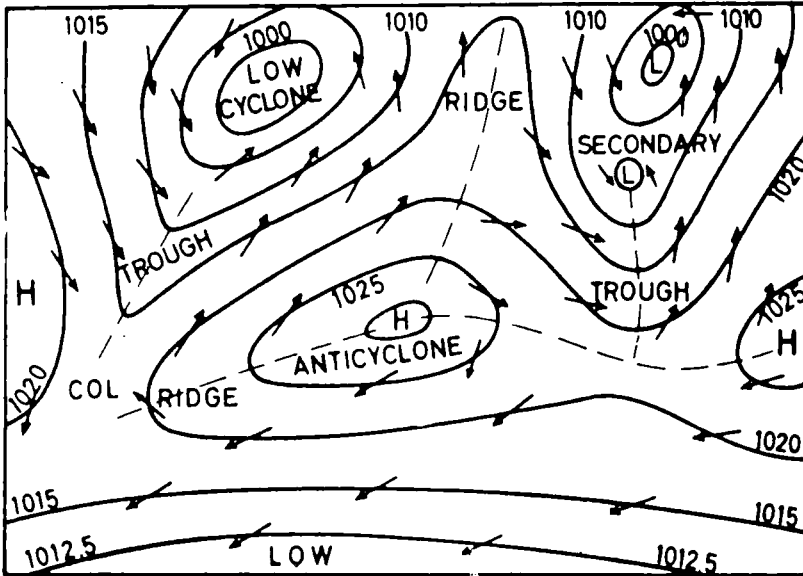 1015
1000
1010
1010
1000
1010
LOW
CYCLONE
L
RIDGE
SECONDARY
L
1020
TROUGH
H
1025
TROUGH
1025
H
ANTICYCLONE
H
1020
COL
RIDGE
1020
1015
1015
1012.5
LOW
1012.5